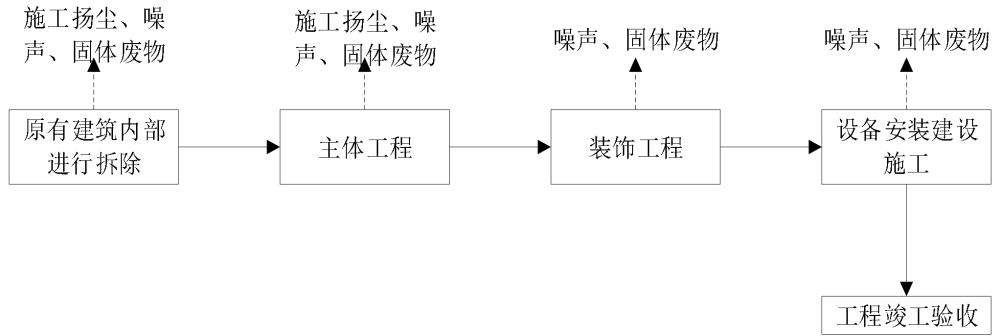 施工扬尘、噪
声、固体废物
施工扬尘、噪
声、固体废物
噪声、固体废物
噪声、固体废物
原有建筑内部
进行拆除
主体工程
装饰工程
设备安装建设
施工
工程竣工验收